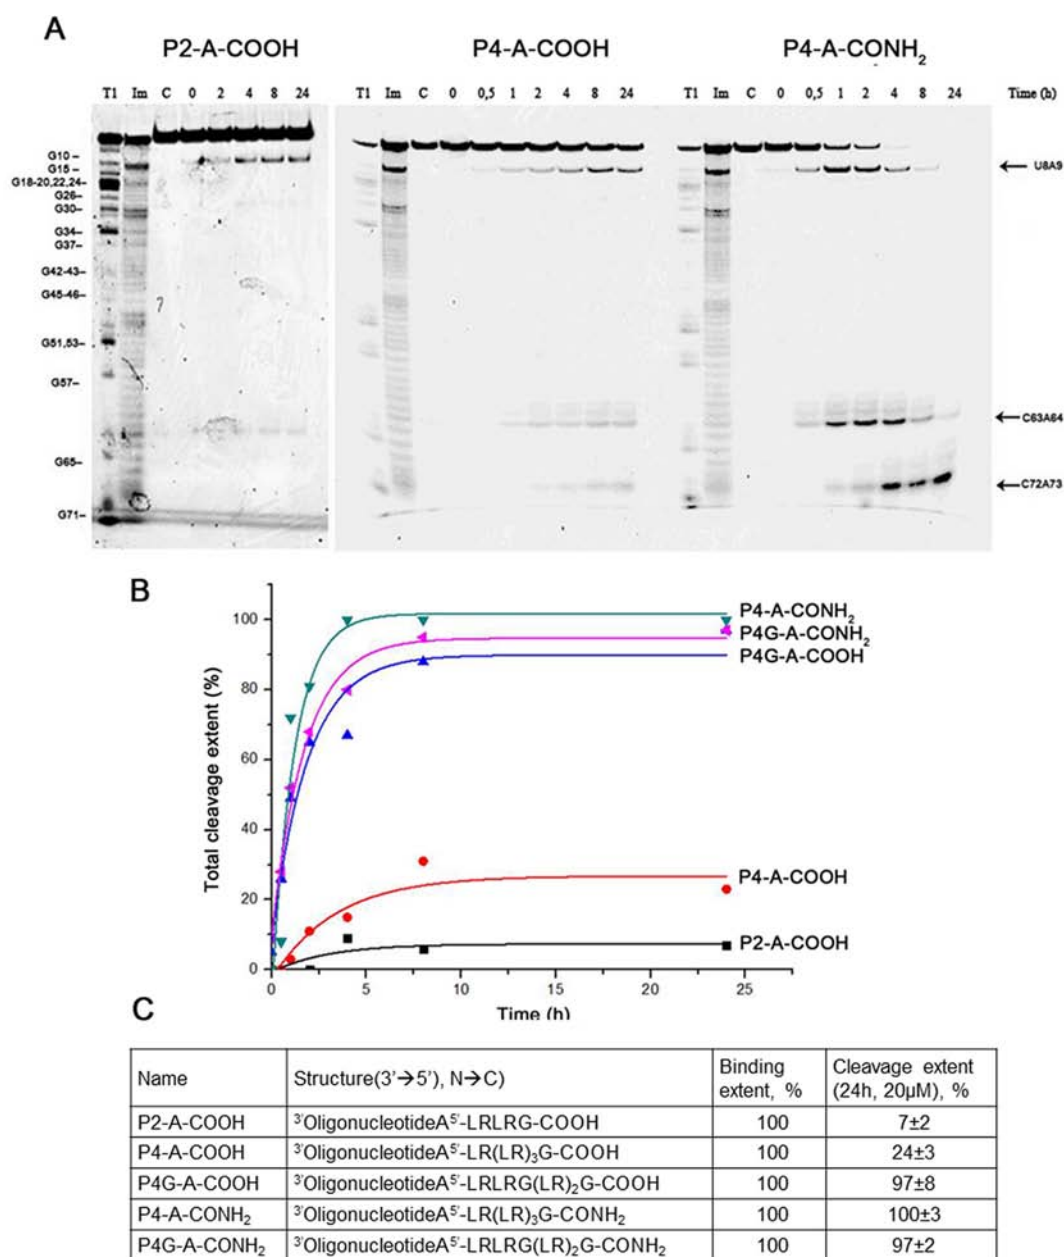 A
P2-A-COOH P4-A-COOH P4-A-CONH2
T1 Im C 0 2 4 8 24 T1 Im C 0 0,5 1 2 4 8 24 T1 Im C 0 0,5 1 2 4 8 24 Time (h)
G10–
G15–
U8A9
G18-20,22,24–
G26–
G30–
G34–
G37–
G42-43–
G45-46–
G51,53–
G57–
C63A64
G65–
C72A73
G71–
B
Total cleavage extent (%)
100
80
60
40
20
0
P4-A-CONH2
P4G-A-CONH2
P4G-A-COOH
P4-A-COOH
P2-A-COOH
0 5 10 15 20 25
Time (h)
C
Name Structure(3'→5'), N→C) Binding extent, % Cleavage extent (24h, 20µM), %
P2-A-COOH 3'OligonucleotideA5'-LRLRG-COOH 100 7±2
P4-A-COOH 3'OligonucleotideA5'-LR(LR)3G-COOH 100 24±3
P4G-A-COOH 3'OligonucleotideA5'-LRLRG(LR)2G-COOH 100 97±8
P4-A-CONH2 3'OligonucleotideA5'-LR(LR)3G-CONH2 100 100±3
P4G-A-CONH2 3'OligonucleotideA5'-LRLRG(LR)2G-CONH2 100 97±2